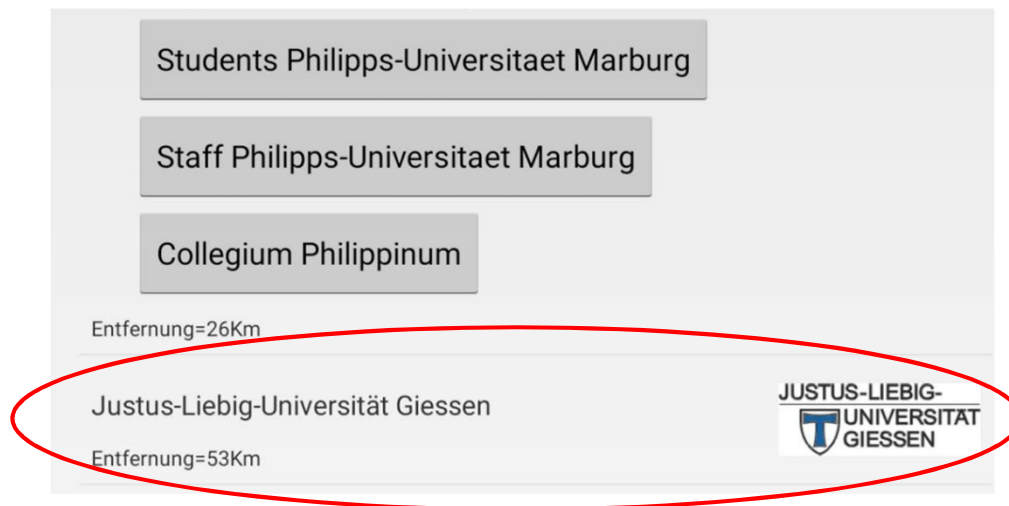 Students Philipps-Universitaet Marburg
Staff Philipps-Universitaet Marburg
Collegium Philippinum
Entfernung=26Km
Justus-Liebig-Universität Giessen
JUSTUS-LIEBIG-
UNIVERSITÄT
GIESSEN
Entfernung=53Km